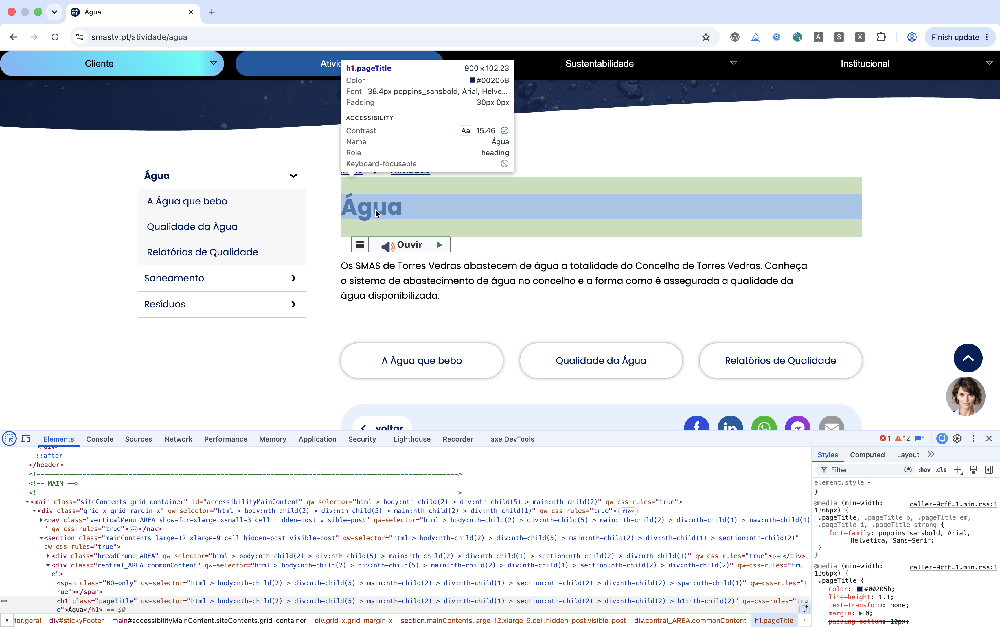 Água
smastv.pt/atividade/agua
Finish update
Cliente
Sustentabilidade
Institucional
h1.pageTitle 900 × 102.23
Color #00205B
Font 38.4px poppins_sansbold, Arial, Helve...
Padding 30px 0px
ACCESSIBILITY
Contrast Aa 15.46
Name Água
Role heading
Keyboard-focusable
Água
A Água que bebo
Qualidade da Água
Relatórios de Qualidade
Saneamento
Resíduos
Água
Ouvir
Os SMAS de Torres Vedras abastecem de água a totalidade do Concelho de Torres Vedras. Conheça
o sistema de abastecimento de água no concelho e a forma como é assegurada a qualidade da
água disponibilizada.
A Água que bebo
Qualidade da Água
Relatórios de Qualidade
voltar
Elements Console Sources Network Performance Memory Application Security Lighthouse Recorder axe DevTools
1 12 1
</div>
::after
</header>
<!-- MAIN -->
<main class="siteContents grid-container" id="accessibilityMainContent" qw-selector="html > body:nth-child(2) > div:nth-child(5) > main:nth-child(2)" qw-css-rules="true">
<div class="grid-x grid-margin-x" qw-selector="html > body:nth-child(2) > div:nth-child(5) > main:nth-child(2) > div:nth-child(1)" qw-css-rules="true"> flex
<nav class="verticalMenu_AREA show-for-xlarge xsmall-3 cell hidden-post visible-post" qw-selector="html > body:nth-child(2) > div:nth-child(5) > main:nth-child(2) > div:nth-child(1) > nav:nth-child(1)
" qw-css-rules="true"> … </nav>
<section class="mainContents large-12 xlarge-9 cell hidden-post visible-post" qw-selector="html > body:nth-child(2) > div:nth-child(5) > main:nth-child(2) > div:nth-child(1) > section:nth-child(2)"
qw-css-rules="true">
<div class="breadCrumb_AREA" qw-selector="html > body:nth-child(2) > div:nth-child(5) > main:nth-child(2) > div:nth-child(1) > section:nth-child(2) > div:nth-child(1)" qw-css-rules="true"> … </div>
<div class="central_AREA commonContent" qw-selector="html > body:nth-child(2) > div:nth-child(5) > main:nth-child(2) > div:nth-child(1) > section:nth-child(2) > div:nth-child(2)" qw-css-rules="tru
e">
<span class="BO-only" qw-selector="html > body:nth-child(2) > div:nth-child(5) > main:nth-child(2) > div:nth-child(1) > section:nth-child(2) > div:nth-child(2) > span:nth-child(1)" qw-css-rules="t
rue"></span>
<h1 class="pageTitle" qw-selector="html > body:nth-child(2) > div:nth-child(5) > main:nth-child(2) > div:nth-child(1) > section:nth-child(2) > div:nth-child(2) > h1:nth-child(2)" qw-css-rules="tru
e">Água</h1> == $0
ior.geral div#stickyFooter main#accessibilityMainContent.siteContents.grid-container div.grid-x.grid-margin-x section.mainContents.large-12.xlarge-9.cell.hidden-post.visible-post div.central_AREA.commonContent h1.pageTitle
Styles Computed Layout
Filter (.*) :hov .cls
element.style {
}
@media (min-width: caller-9cf6…1.min.css:1
1366px) {
.pageTitle, .pageTitle b, .pageTitle em,
.pageTitle i, .pageTitle strong {
font-family: poppins_sansbold, Arial,
Helvetica, Sans-Serif;
}
}
@media (min-width: caller-9cf6…1.min.css:1
1366px) {
.pageTitle {
color: #00205b;
line-height: 1.1;
text-transform: none;
margin: 0;
padding-bottom: 10px;